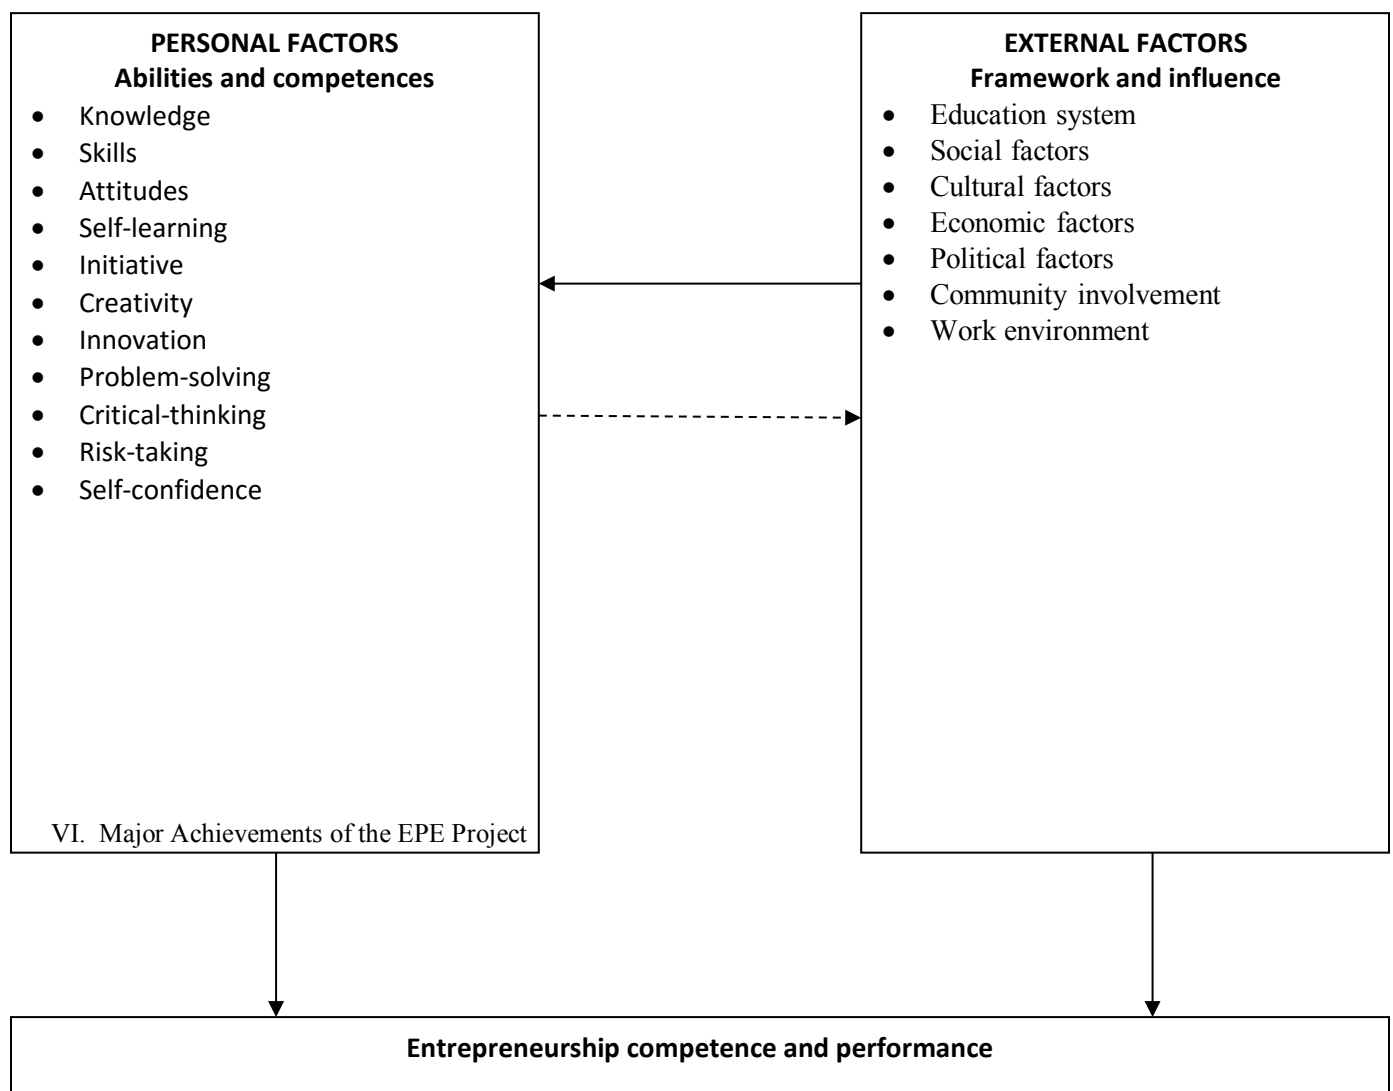 PERSONAL FACTORS
Abilities and competences
• Knowledge
• Skills
• Attitudes
• Self-learning
• Initiative
• Creativity
• Innovation
• Problem-solving
• Critical-thinking
• Risk-taking
• Self-confidence
VI. Major Achievements of the EPE Project
EXTERNAL FACTORS
Framework and influence
• Education system
• Social factors
• Cultural factors
• Economic factors
• Political factors
• Community involvement
• Work environment
Entrepreneurship competence and performance